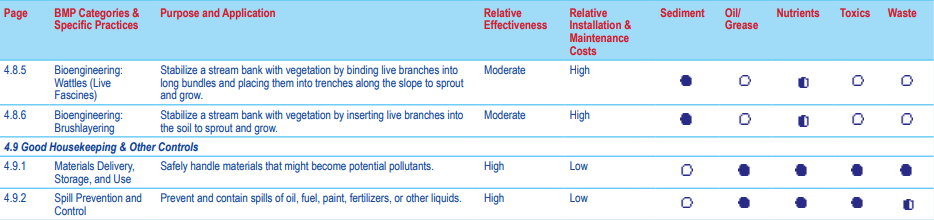 Page BMP Categories & Specific Practices Purpose and Application Relative Effectiveness Relative Installation & Maintenance Costs Sediment Oil/ Grease Nutrients Toxics Waste
4.8.5 Bioengineering: Stabilize a stream bank with vegetation by binding live branches into Moderate High
Wattles (Live long bundles and placing them into trenches along the slope to sprout
Fascines) and grow.
4.8.6 Bioengineering: Stabilize a stream bank with vegetation by inserting live branches into Moderate High
Brushlayering the soil to sprout and grow.
4.9 Good Housekeeping & Other Controls
4.9.1 Materials Delivery, Safely handle materials that might become potential pollutants. High Low
Storage, and Use
4.9.2 Spill Prevention and Prevent and contain spills of oil, fuel, paint, fertilizers, or other liquids. High Low
Control